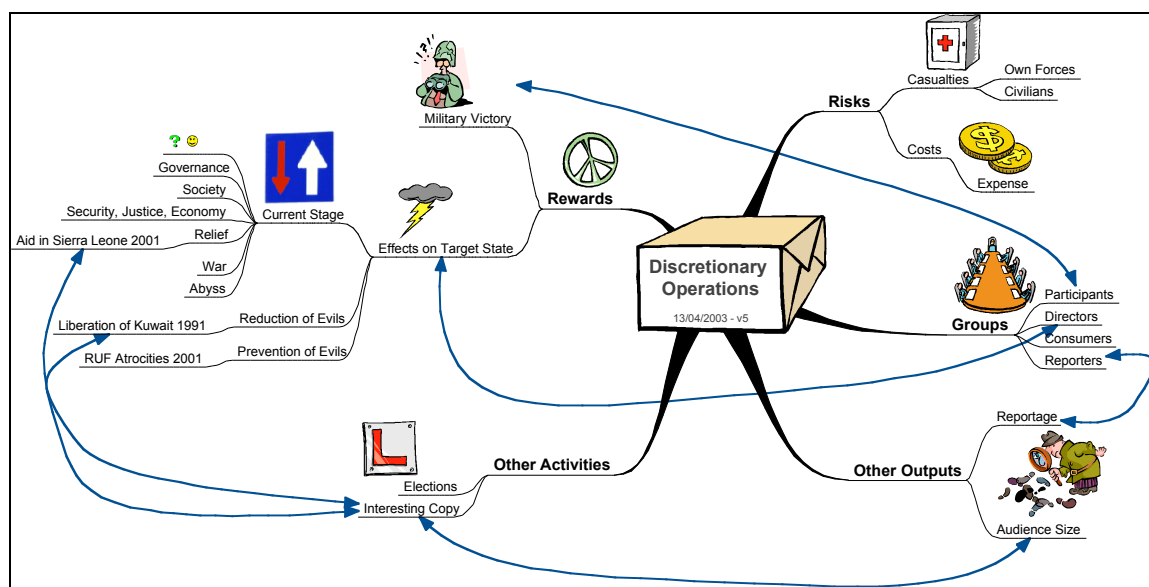 Discretionary
Operations
13/04/2003 - v5
Risks
Casualties
Own Forces
Civilians
Costs
Expense
$
$
Groups
Participants
Directors
Consumers
Reporters
Other Outputs
Reportage
Audience Size
Other Activities
L
Elections
Interesting Copy
Rewards
!?!?
Military Victory
Effects on Target State
Current Stage
?
Governance
Society
Security, Justice, Economy
Relief
Aid in Sierra Leone 2001
War
Abyss
Reduction of Evils
Liberation of Kuwait 1991
Prevention of Evils
RUF Atrocities 2001